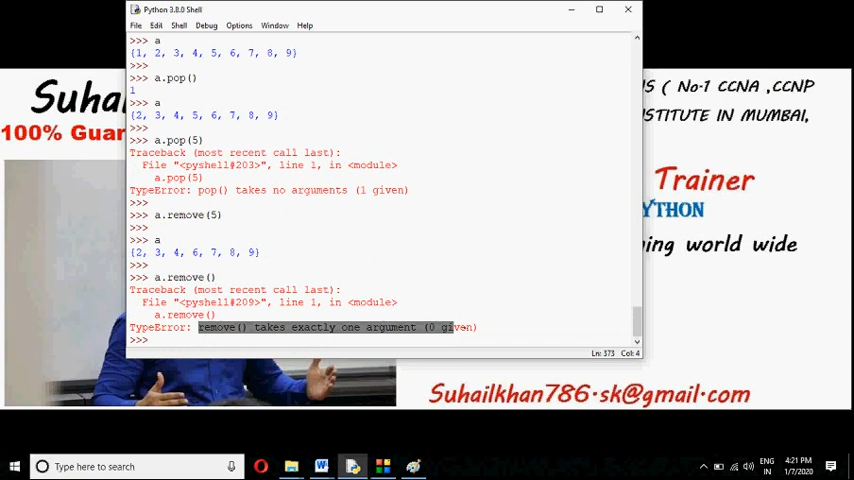 Python 3.8.0 Shell
File Edit Shell Debug Options Window Help
>>> a
{1, 2, 3, 4, 5, 6, 7, 8, 9}
>>>
>>> a.pop()
1
>>> a
{2, 3, 4, 5, 6, 7, 8, 9}
>>>
>>> a.pop(5)
Traceback (most recent call last):
File "<pyshell#203>", line 1, in <module>
a.pop(5)
TypeError: pop() takes no arguments (1 given)
>>>
>>> a.remove(5)
>>>
>>> a
{2, 3, 4, 6, 7, 8, 9}
>>>
>>> a.remove()
Traceback (most recent call last):
File "<pyshell#209>", line 1, in <module>
a.remove()
TypeError: remove() takes exactly one argument (0 given)
>>>
Ln: 373 Col: 4
( No-1 CCNA ,CCNP
IN MUMBAI,
100%
Trainer
world wide
Suhailkhan786.sk@gmail.com
Type here to search
ENG
IN
4:21 PM
1/7/2020